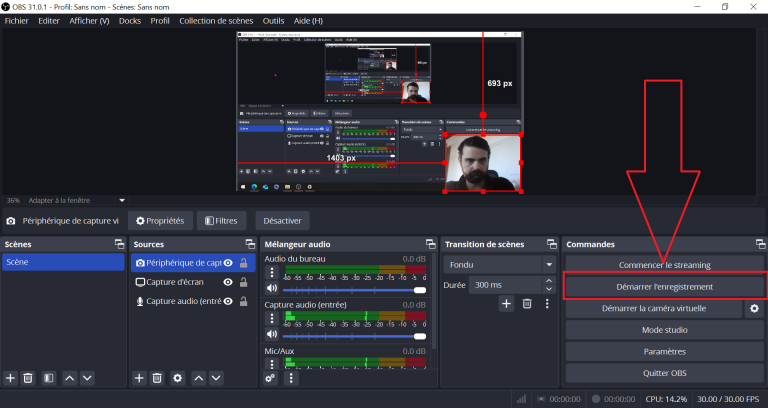 OBS 31.0.1 - Profil: Sans nom - Scènes: Sans nom
Fichier Editer Afficher (V) Docks Profil Collection de scènes Outils Aide (H)
693 px
1403 px
36% Adapter à la fenêtre
Périphérique de capture vi Propriétés Filtres Désactiver
Scènes
Scène
Sources
Périphérique de capt
Capture d'écran
Capture audio (entré
Mélangeur audio
Audio du bureau 0.0 dB
-60 -55 -50 -45 -40 -35 -30 -25 -20 -15 -10 -5 0
Capture audio (entrée) 0.0 dB
-60 -55 -50 -45 -40 -35 -30 -25 -20 -15 -10 -5 0
Mic/Aux 0.0 dB
Transition de scènes
Fondu
Durée 300 ms
Commandes
Commencer le streaming
Démarrer l'enregistrement
Démarrer la caméra virtuelle
Mode studio
Paramètres
Quitter OBS
00:00:00 00:00:00 CPU: 14.2% 30.00 / 30.00 FPS